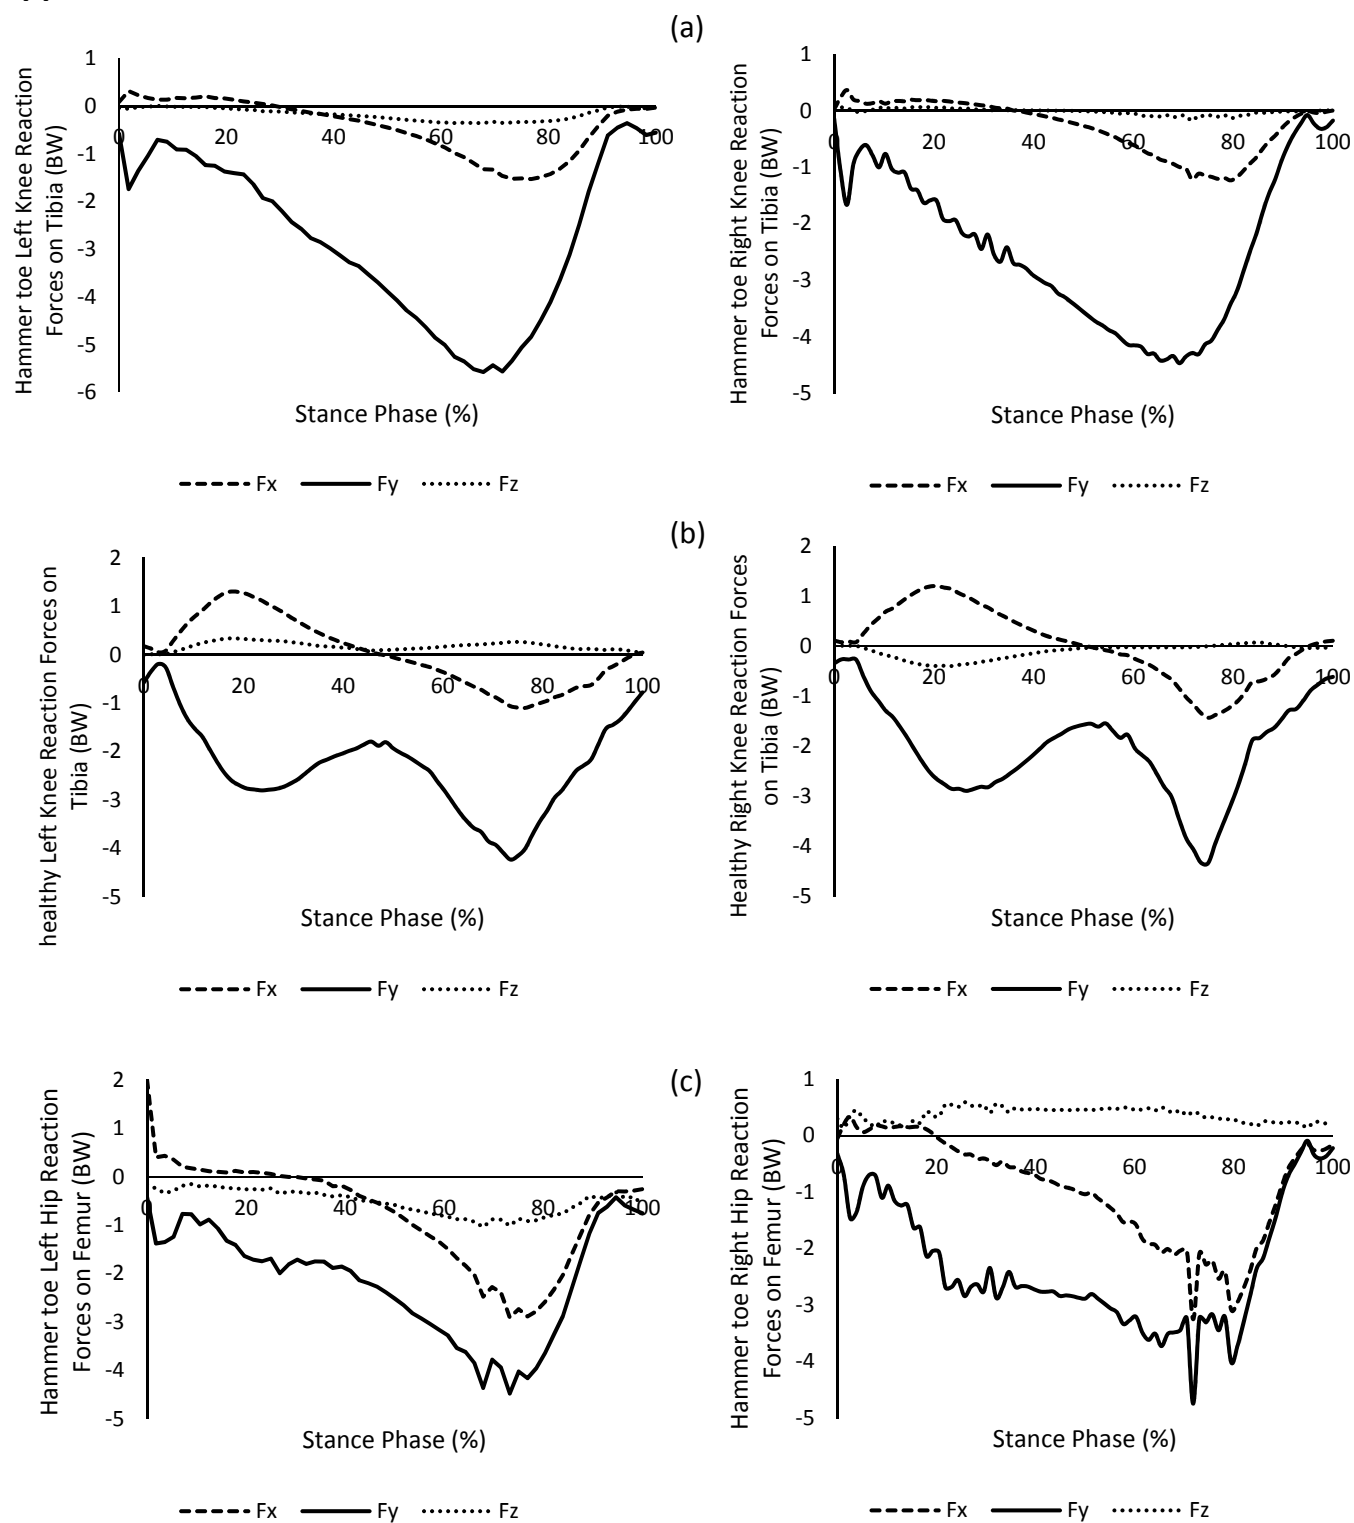 (a)
Hammer toe Left Knee Reaction
Forces on Tibia (BW)
1
0
-1
-2
-3
-4
-5
-6
0 20 40 60 80 100
Stance Phase (%)
Fx Fy Fz
Hammer toe Right Knee Reaction
Forces on Tibia (BW)
1
0
-1
-2
-3
-4
-5
0 20 40 60 80 100
Stance Phase (%)
Fx Fy Fz
(b)
healthy Left Knee Reaction Forces on
Tibia (BW)
2
1
0
-1
-2
-3
-4
-5
0 20 40 60 80 100
Stance Phase (%)
Fx Fy Fz
Healthy Right Knee Reaction Forces
on Tibia (BW)
2
1
0
-1
-2
-3
-4
-5
0 20 40 60 80 100
Stance Phase (%)
Fx Fy Fz
(c)
Hammer toe Left Hip Reaction
Forces on Femur (BW)
2
1
0
-1
-2
-3
-4
-5
0 20 40 60 80 100
Stance Phase (%)
Fx Fy Fz
Hammer toe Right Hip Reaction
Forces on Femur (BW)
1
0
-1
-2
-3
-4
-5
0 20 40 60 80 100
Stance Phase (%)
Fx Fy Fz